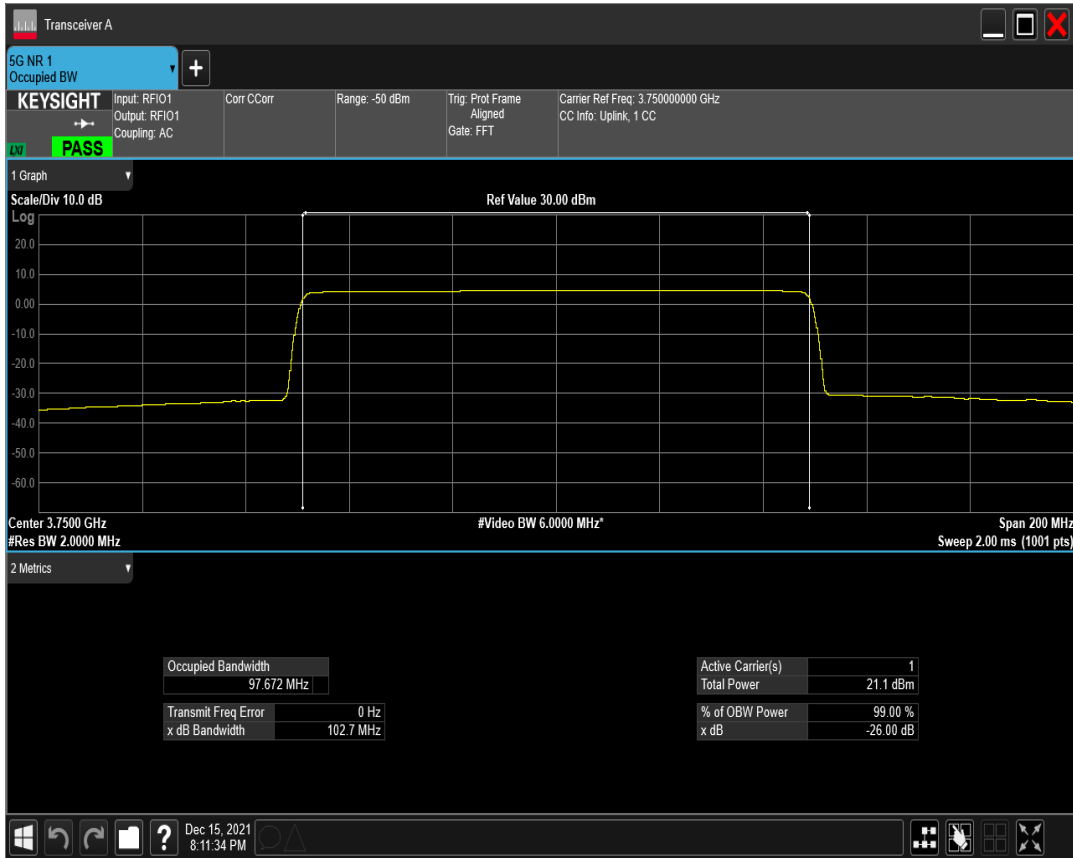 Transceiver A
5G NR 1
Occupied BW
KEYSIGHT
LXI
PASS
Input: RFIO1
Output: RFIO1
Coupling: AC
Corr CCorr
Range: -50 dBm
Trig: Prot Frame
Aligned
Gate: FFT
Carrier Ref Freq: 3.750000000 GHz
CC Info: Uplink, 1 CC
1 Graph
Scale/Div 10.0 dB
Ref Value 30.00 dBm
Log
20.0
10.0
0.00
-10.0
-20.0
-30.0
-40.0
-50.0
-60.0
Center 3.7500 GHz
#Video BW 6.0000 MHz*
Span 200 MHz
#Res BW 2.0000 MHz
Sweep 2.00 ms (1001 pts)
2 Metrics
Occupied Bandwidth
97.672 MHz
Transmit Freq Error 0 Hz
x dB Bandwidth 102.7 MHz
Active Carrier(s) 1
Total Power 21.1 dBm
% of OBW Power 99.00 %
x dB -26.00 dB
?
Dec 15, 2021
8:11:34 PM